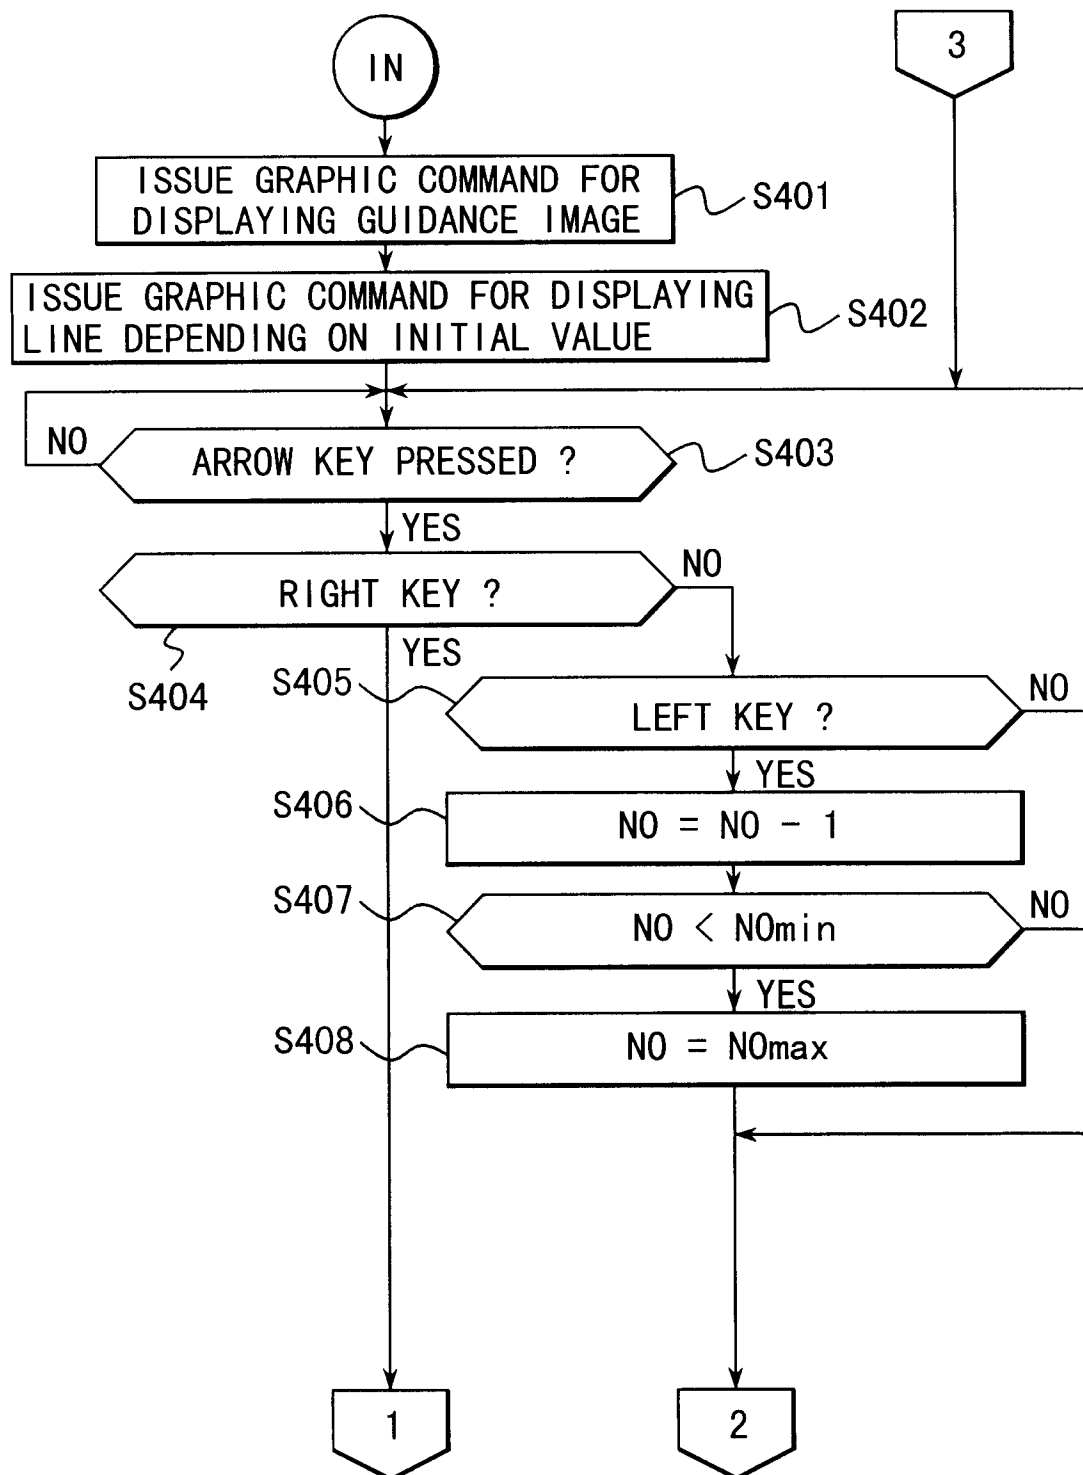 IN
3
ISSUE GRAPHIC COMMAND FOR
DISPLAYING GUIDANCE IMAGE
S401
ISSUE GRAPHIC COMMAND FOR DISPLAYING
LINE DEPENDING ON INITIAL VALUE
S402
NO
ARROW KEY PRESSED ?
S403
YES
RIGHT KEY ?
NO
S404
YES
S405
LEFT KEY ?
NO
YES
S406
NO = NO - 1
S407
NO < NOmin
NO
YES
S408
NO = NOmax
1
2